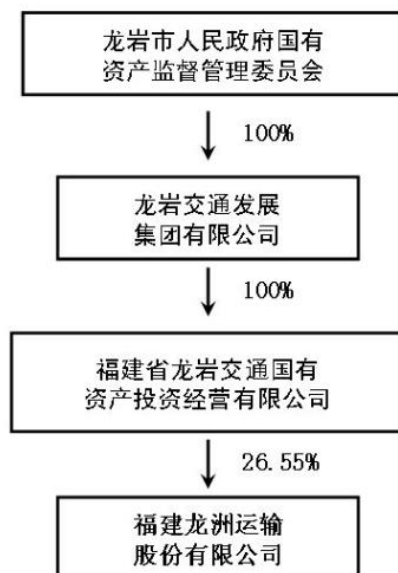 龙岩市人民政府国有
资产监督管理委员会
100%
龙岩交通发展
集团有限公司
100%
福建省龙岩交通国有
资产投资经营有限公司
26.55%
福建龙洲运输
股份有限公司